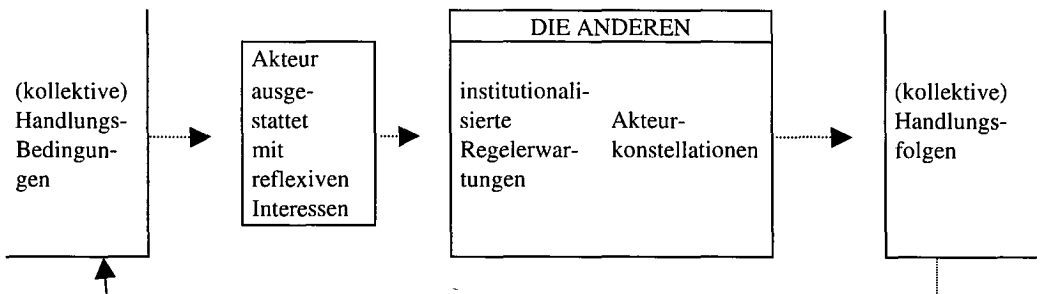 (kollektive)
Handlungs-
Bedingun-
gen
Akteur
ausge-
stattet
mit
reflexiven
Interessen
DIE ANDEREN
institutionali-
sierte
Regelerwar-
tungen
Akteur-
konstellationen
(kollektive)
Handlungs-
folgen